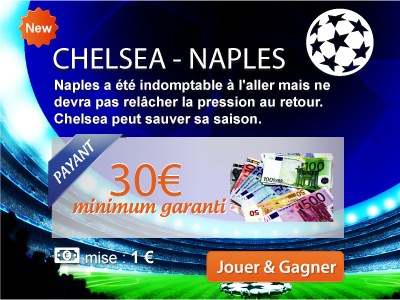 New
CHELSEA - NAPLES
Naples a été indomptable à l'aller mais ne
devra pas relâcher la pression au retour.
Chelsea peut sauver sa saison.
PAYANT
30€
minimum garanti
mise : 1 €
Jouer & Gagner